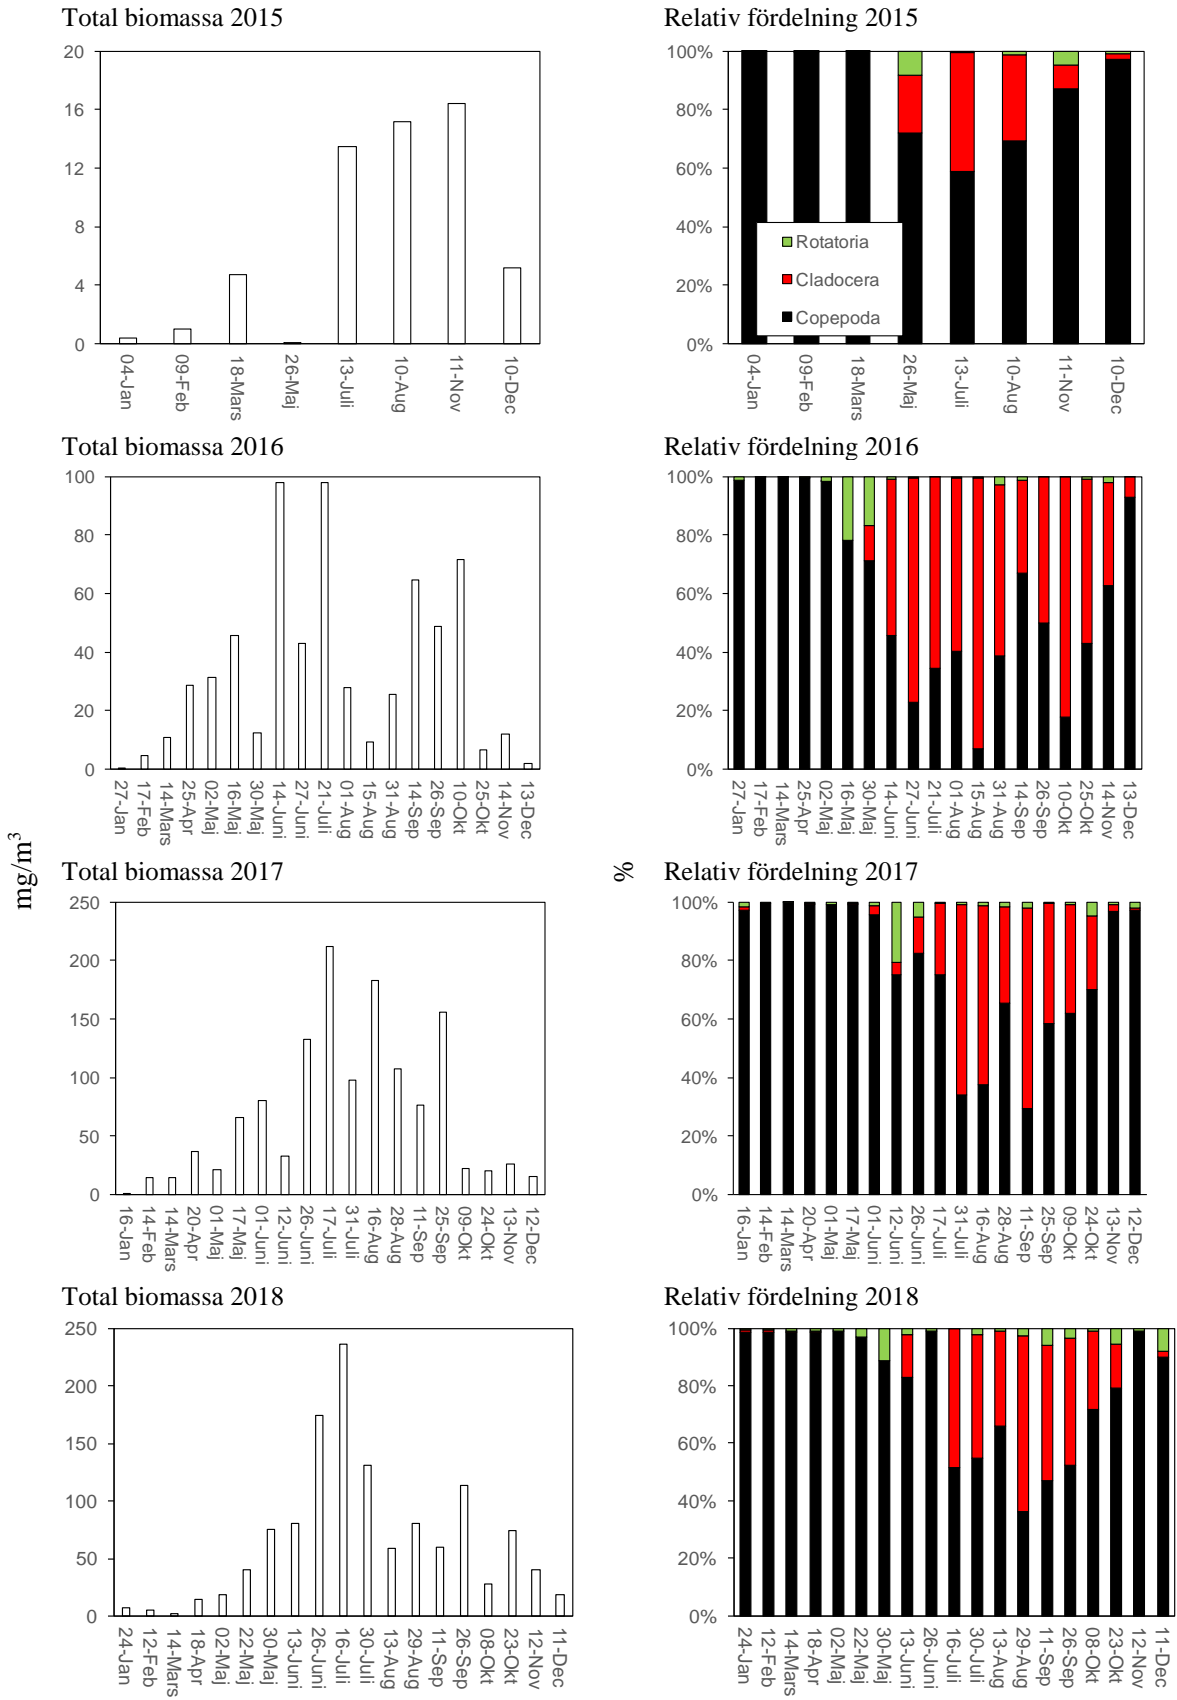 Total biomassa 2015
20
16
12
8
4
0
04-Jan
09-Feb
18-Mars
26-Maj
13-Juli
10-Aug
11-Nov
10-Dec
Relativ fördelning 2015
100%
80%
60%
40%
20%
0%
Rotatoria
Cladocera
Copepoda
04-Jan
09-Feb
18-Mars
26-Maj
13-Juli
10-Aug
11-Nov
10-Dec
Total biomassa 2016
100
80
60
40
20
0
27-Jan
17-Feb
14-Mars
25-Apr
02-Maj
16-Maj
30-Maj
14-Juni
27-Juni
21-Juli
01-Aug
15-Aug
31-Aug
14-Sep
26-Sep
10-Okt
25-Okt
14-Nov
13-Dec
Relativ fördelning 2016
100%
80%
60%
40%
20%
0%
27-Jan
17-Feb
14-Mars
25-Apr
02-Maj
16-Maj
30-Maj
14-Juni
27-Juni
21-Juli
01-Aug
15-Aug
31-Aug
14-Sep
26-Sep
10-Okt
25-Okt
14-Nov
13-Dec
mg/m³
%
Total biomassa 2017
250
200
150
100
50
0
16-Jan
14-Feb
14-Mars
20-Apr
01-Maj
17-Maj
01-Juni
12-Juni
26-Juni
17-Juli
31-Juli
16-Aug
28-Aug
11-Sep
25-Sep
09-Okt
24-Okt
13-Nov
12-Dec
Relativ fördelning 2017
100%
80%
60%
40%
20%
0%
16-Jan
14-Feb
14-Mars
20-Apr
01-Maj
17-Maj
01-Juni
12-Juni
26-Juni
17-Juli
31-Juli
16-Aug
28-Aug
11-Sep
25-Sep
09-Okt
24-Okt
13-Nov
12-Dec
Total biomassa 2018
250
200
150
100
50
0
24-Jan
12-Feb
14-Mars
18-Apr
02-Maj
22-Maj
30-Maj
13-Juni
26-Juni
16-Juli
30-Juli
13-Aug
29-Aug
11-Sep
26-Sep
08-Okt
23-Okt
12-Nov
11-Dec
Relativ fördelning 2018
100%
80%
60%
40%
20%
0%
24-Jan
12-Feb
14-Mars
18-Apr
02-Maj
22-Maj
30-Maj
13-Juni
26-Juni
16-Juli
30-Juli
13-Aug
29-Aug
11-Sep
26-Sep
08-Okt
23-Okt
12-Nov
11-Dec